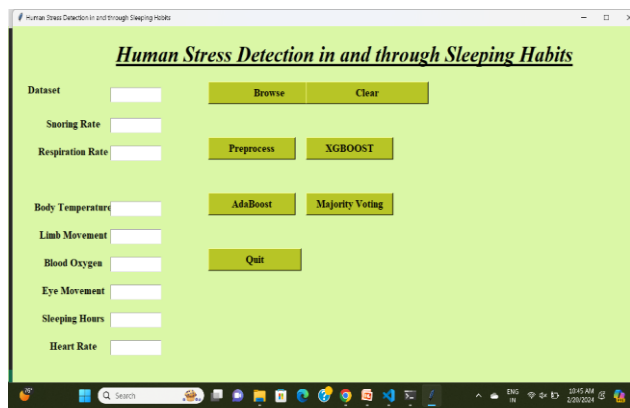 Human Stress Detection in and through Sleeping Habits
Human Stress Detection in and through Sleeping Habits
Dataset Browse Clear
Snoring Rate
Respiration Rate Preprocess XGBOOST
Body Temperature AdaBoost Majority Voting
Limb Movement
Blood Oxygen Quit
Eye Movement
Sleeping Hours
Heart Rate
Search
ENG
IN
10:45 AM
2/20/2024